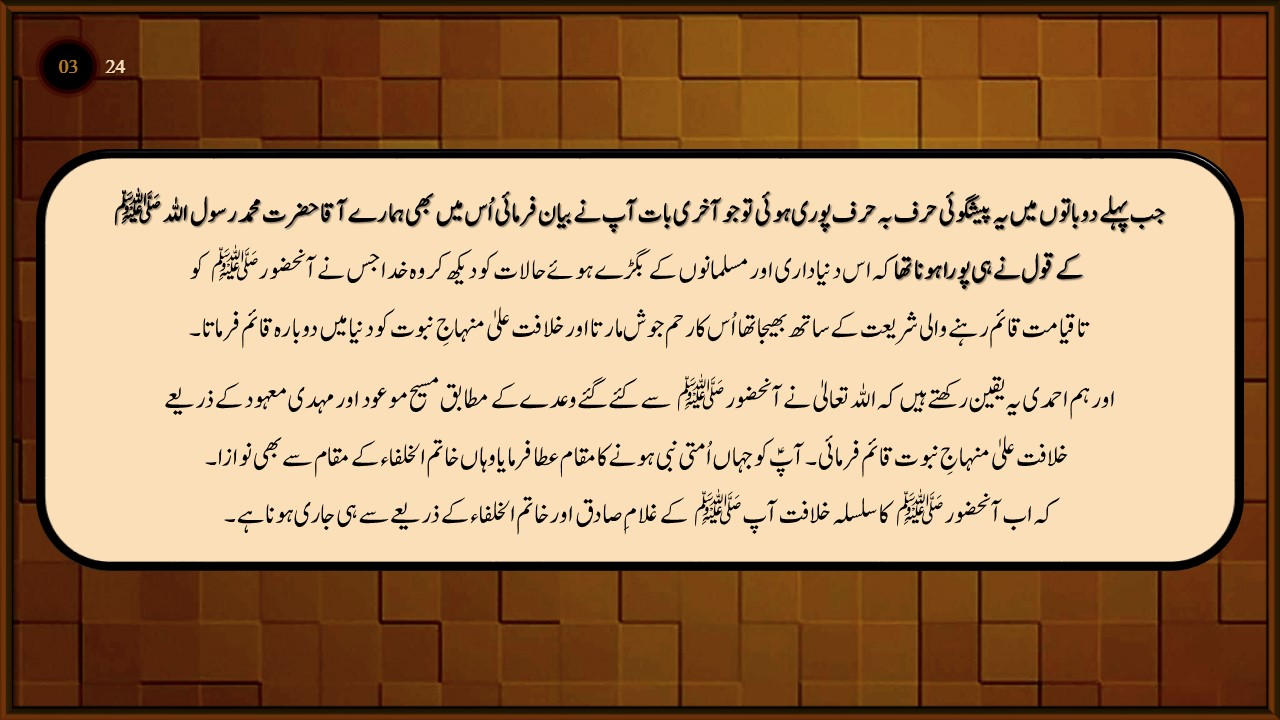 03 24
جب پہلے دو باتوں میں یہ پیشگوئی حرف بہ حرف پوری ہوئی تو جو آخری بات آپ نے بیان فرمائی اُس میں بھی ہمارے آقا حضرت محمد رسول اللہ ﷺ
کے قول نے ہی پورا ہونا تھا کہ اس دنیا داری اور مسلمانوں کے بگڑے ہوئے حالات کو دیکھ کر وہ خدا جس نے آنحضور ﷺ کو
تا قیامت قائم رہنے والی شریعت کے ساتھ بھیجا تھا اُس کا رحم جوش مارتا اور خلافت علیٰ منہاجِ نبوت کو دنیا میں دوبارہ قائم فرماتا۔
اور ہم احمدی یہ یقین رکھتے ہیں کہ اللہ تعالیٰ نے آنحضور ﷺ سے کئے گئے وعدے کے مطابق مسیح موعود اور مہدی معہود کے ذریعے
خلافت علیٰ منہاجِ نبوت قائم فرمائی۔ آپؑ کو جہاں اُمتی نبی ہونے کا مقام عطا فرمایا وہاں خاتم الخلفاء کے مقام سے بھی نوازا۔
کہ اب آنحضور ﷺ کا سلسلہ خلافت آپ ﷺ کے غلامِ صادق اور خاتم الخلفاء کے ذریعے سے ہی جاری ہونا ہے۔